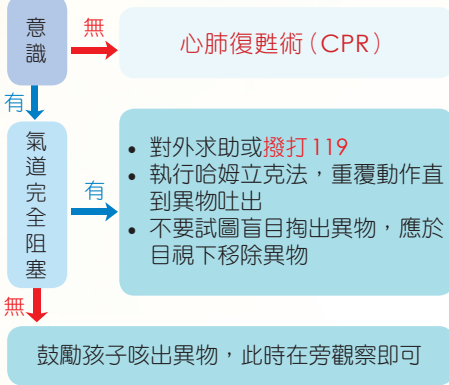 意識
無
心肺復甦術（CPR）
有
氣道完全阻塞
有
• 對外求助或撥打119
• 執行哈姆立克法，重覆動作直
到異物吐出
• 不要試圖盲目掏出異物，應於
目視下移除異物
無
鼓勵孩子咳出異物，此時在旁觀察即可